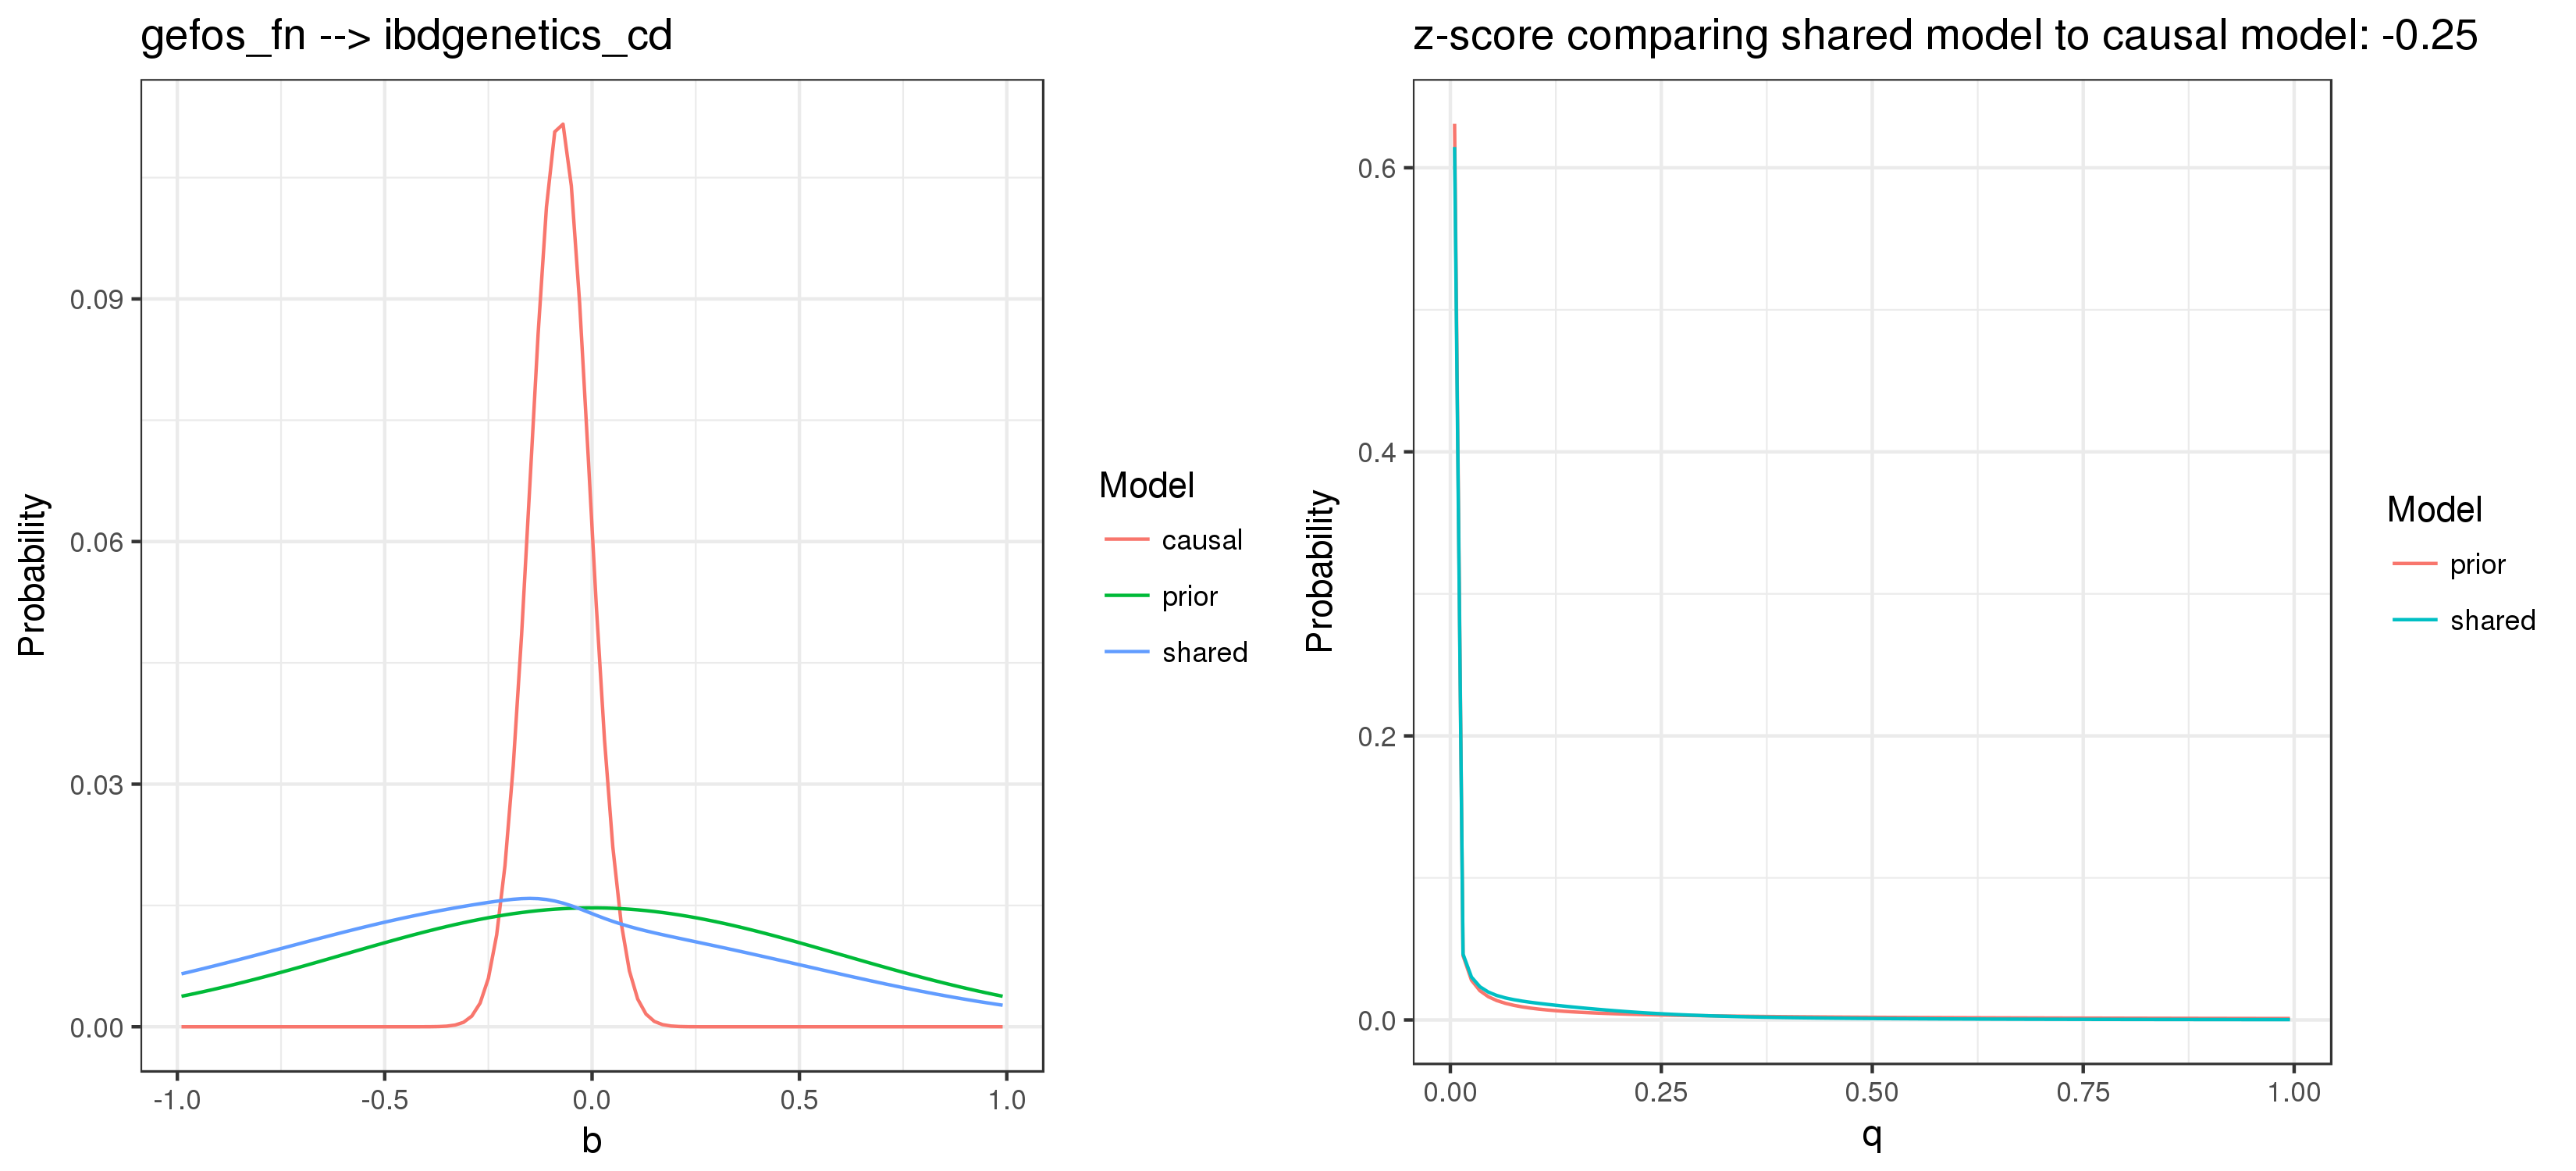 gefos_fn --> ibdgenetics_cd
Probability
0.09
0.06
0.03
0.00
-1.0 -0.5 0.0 0.5 1.0
b
Model
causal
prior
shared
z-score comparing shared model to causal model: -0.25
Probability
0.6
0.4
0.2
0.0
0.00 0.25 0.50 0.75 1.00
q
Model
prior
shared